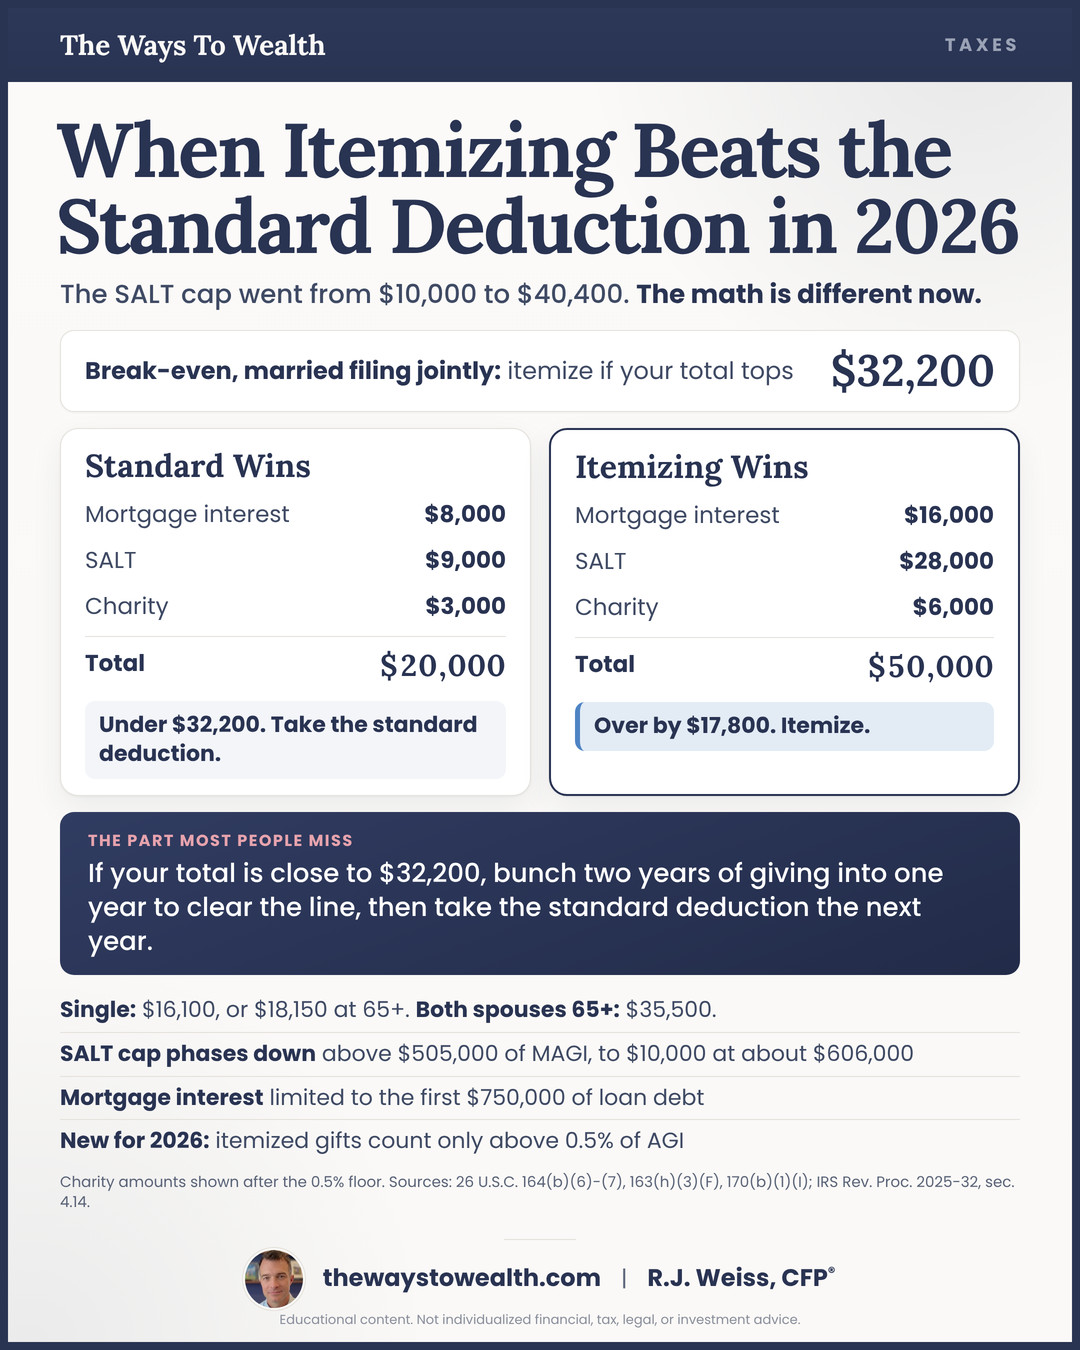 The Ways To Wealth
TAXES
When Itemizing Beats the
Standard Deduction in 2026
The SALT cap went from $10,000 to $40,400. The math is different now.
Break-even, married filing jointly: itemize if your total tops $32,200
Standard Wins
Mortgage interest $8,000
SALT $9,000
Charity $3,000
Total $20,000
Under $32,200. Take the standard
deduction.
Itemizing Wins
Mortgage interest $16,000
SALT $28,000
Charity $6,000
Total $50,000
Over by $17,800. Itemize.
THE PART MOST PEOPLE MISS
If your total is close to $32,200, bunch two years of giving into one
year to clear the line, then take the standard deduction the next
year.
Single: $16,100, or $18,150 at 65+. Both spouses 65+: $35,500.
SALT cap phases down above $505,000 of MAGI, to $10,000 at about $606,000
Mortgage interest limited to the first $750,000 of loan debt
New for 2026: itemized gifts count only above 0.5% of AGI
Charity amounts shown after the 0.5% floor. Sources: 26 U.S.C. 164(b)(6)-(7), 163(h)(3)(F), 170(b)(1)(I); IRS Rev. Proc. 2025-32, sec.
4.14.
thewaystowealth.com | R.J. Weiss, CFP®
Educational content. Not individualized financial, tax, legal, or investment advice.